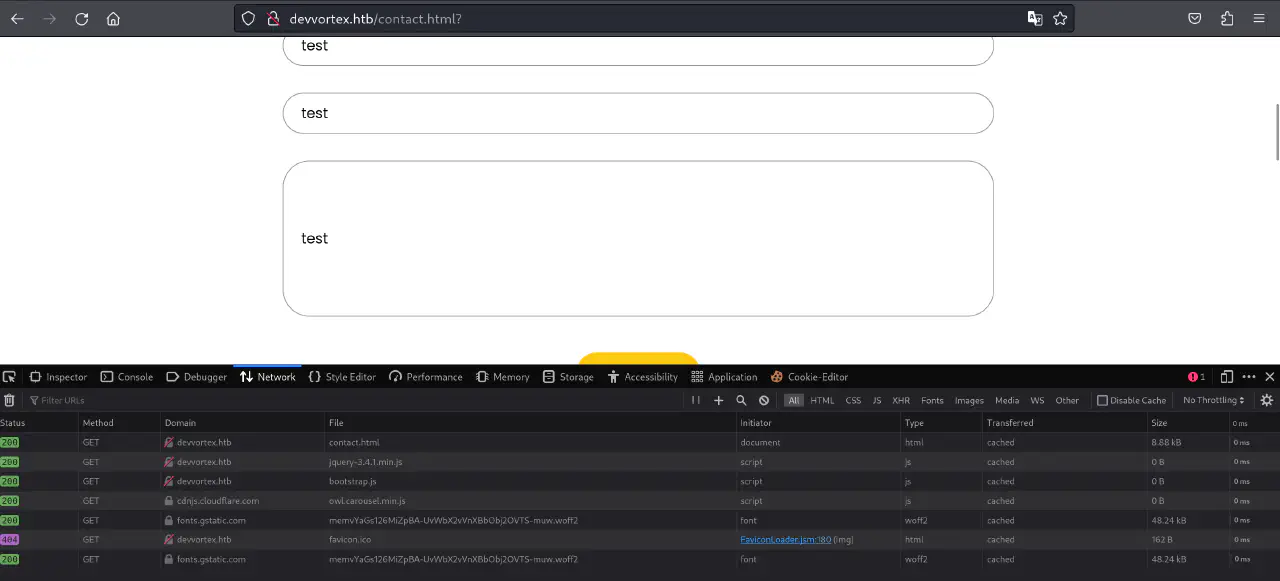 devvortex.htb/contact.html?
test
test
test
Inspector Console Debugger Network Style Editor Performance Memory Storage Accessibility Application Cookie-Editor 1
Filter URLs All HTML CSS JS XHR Fonts Images Media WS Other Disable Cache No Throttling
Status Method Domain File Initiator Type Transferred Size 0 ms
200 GET devvortex.htb contact.html document html cached 8.88 kB 0 ms
200 GET devvortex.htb jquery-3.4.1.min.js script js cached 0 B 0 ms
200 GET devvortex.htb bootstrap.js script js cached 0 B 0 ms
200 GET cdnjs.cloudflare.com owl.carousel.min.js script js cached 0 B 0 ms
200 GET fonts.gstatic.com memvYaGs126MiZpBA-UvWbX2vVnXBbObj2OVTS-muw.woff2 font woff2 cached 48.24 kB 0 ms
404 GET devvortex.htb favicon.ico FaviconLoader.jsm:180 (img) html cached 162 B 0 ms
200 GET fonts.gstatic.com memvYaGs126MiZpBA-UvWbX2vVnXBbObj2OVTS-muw.woff2 font woff2 cached 48.24 kB 0 ms